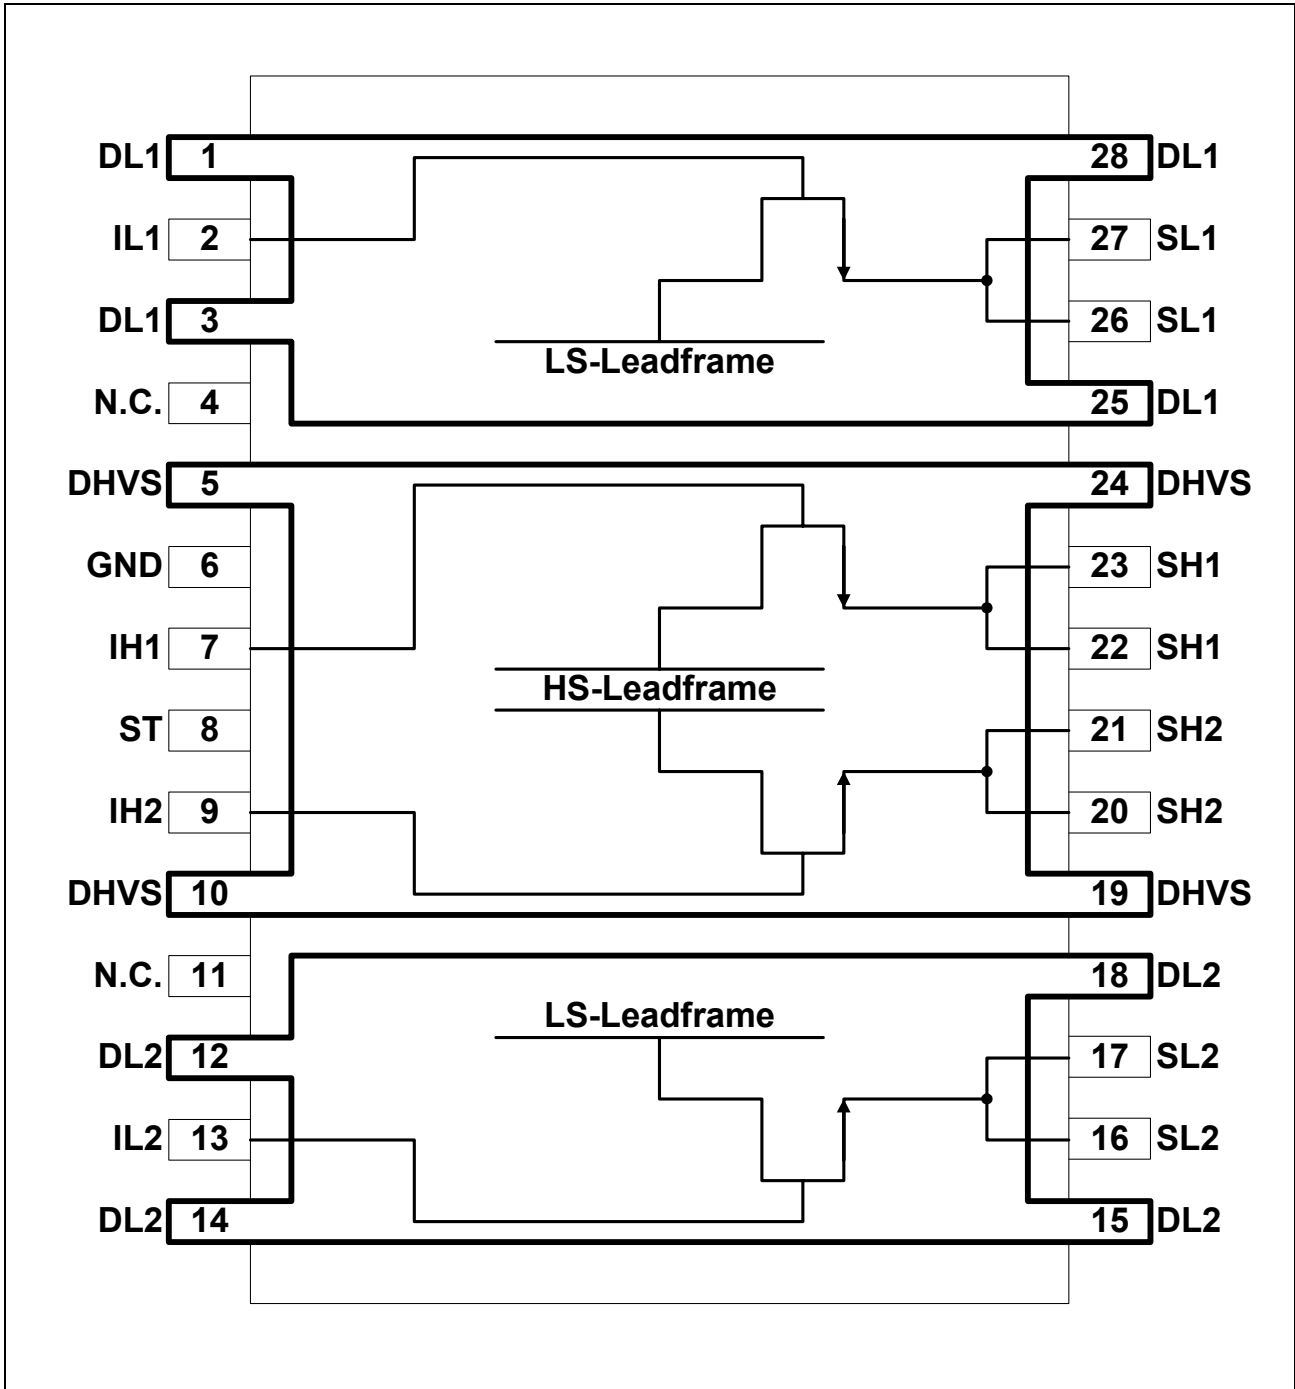 DL1 1 28 DL1
IL1 2 27 SL1
DL1 3 26 SL1
LS-Leadframe
N.C. 4 25 DL1
DHVS 5 24 DHVS
GND 6 23 SH1
IH1 7 22 SH1
HS-Leadframe
ST 8 21 SH2
IH2 9 20 SH2
DHVS 10 19 DHVS
N.C. 11 18 DL2
LS-Leadframe
DL2 12 17 SL2
IL2 13 16 SL2
DL2 14 15 DL2